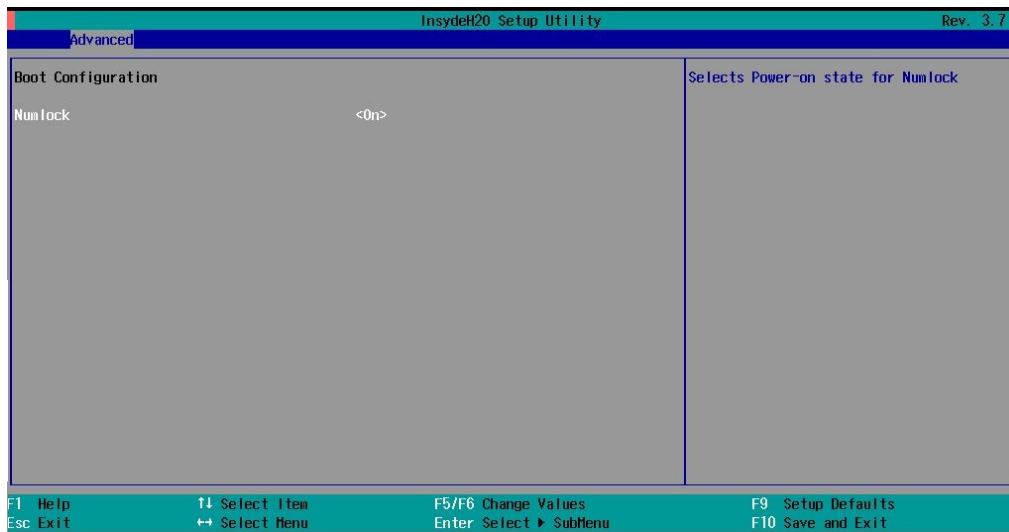 InsydeH20 Setup Utility Rev. 3.7
Advanced
Boot Configuration
Numlock <On>
Selects Power-on state for Numlock
F1 Help ↑↓ Select Item F5/F6 Change Values F9 Setup Defaults
Esc Exit ↔ Select Menu Enter Select ▶ SubMenu F10 Save and Exit